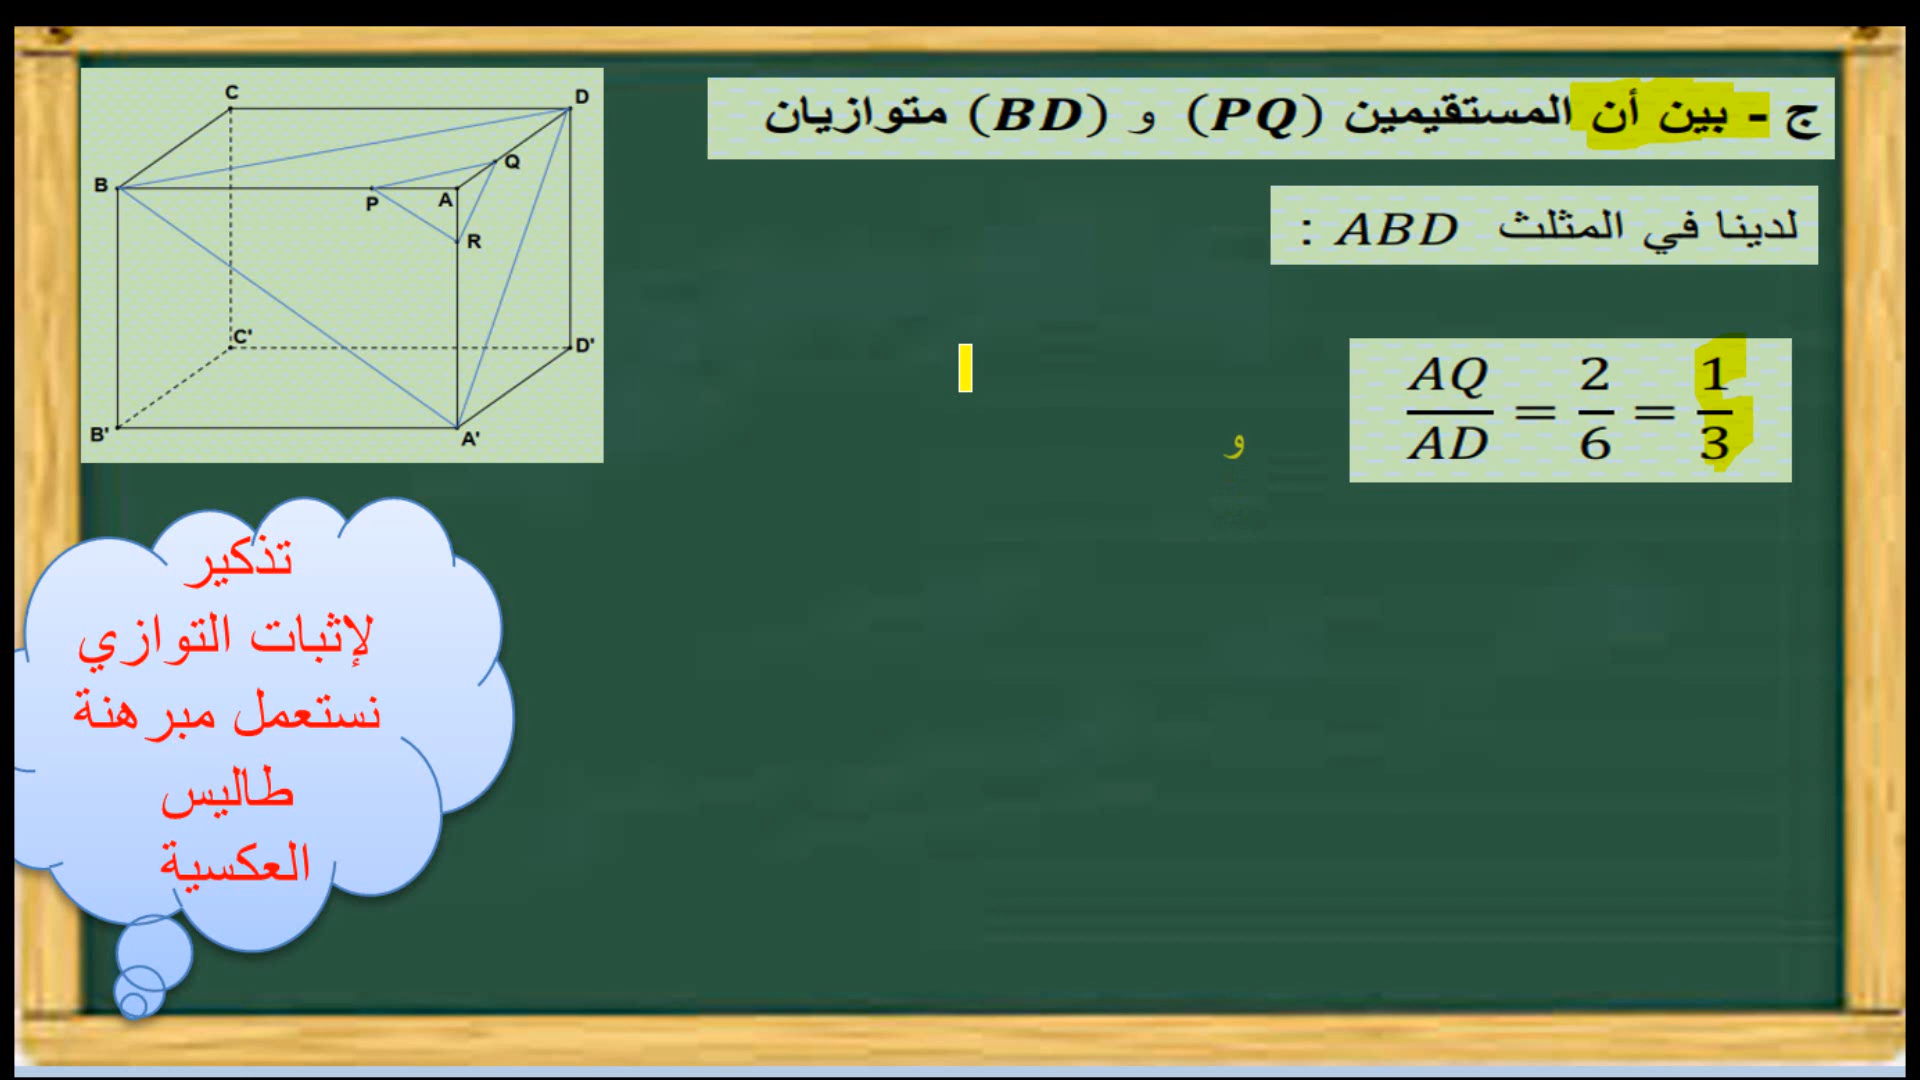 ج - بين أن المستقيمين (PQ) و (BD) متوازيان
لدينا في المثلث ABD :
AQ/AD = 2/6 = 1/3
و
C
D
Q
B
P
A
R
C'
D'
B'
A'
تذكير
لإثبات التوازي
نستعمل مبرهنة
طاليس
العكسية